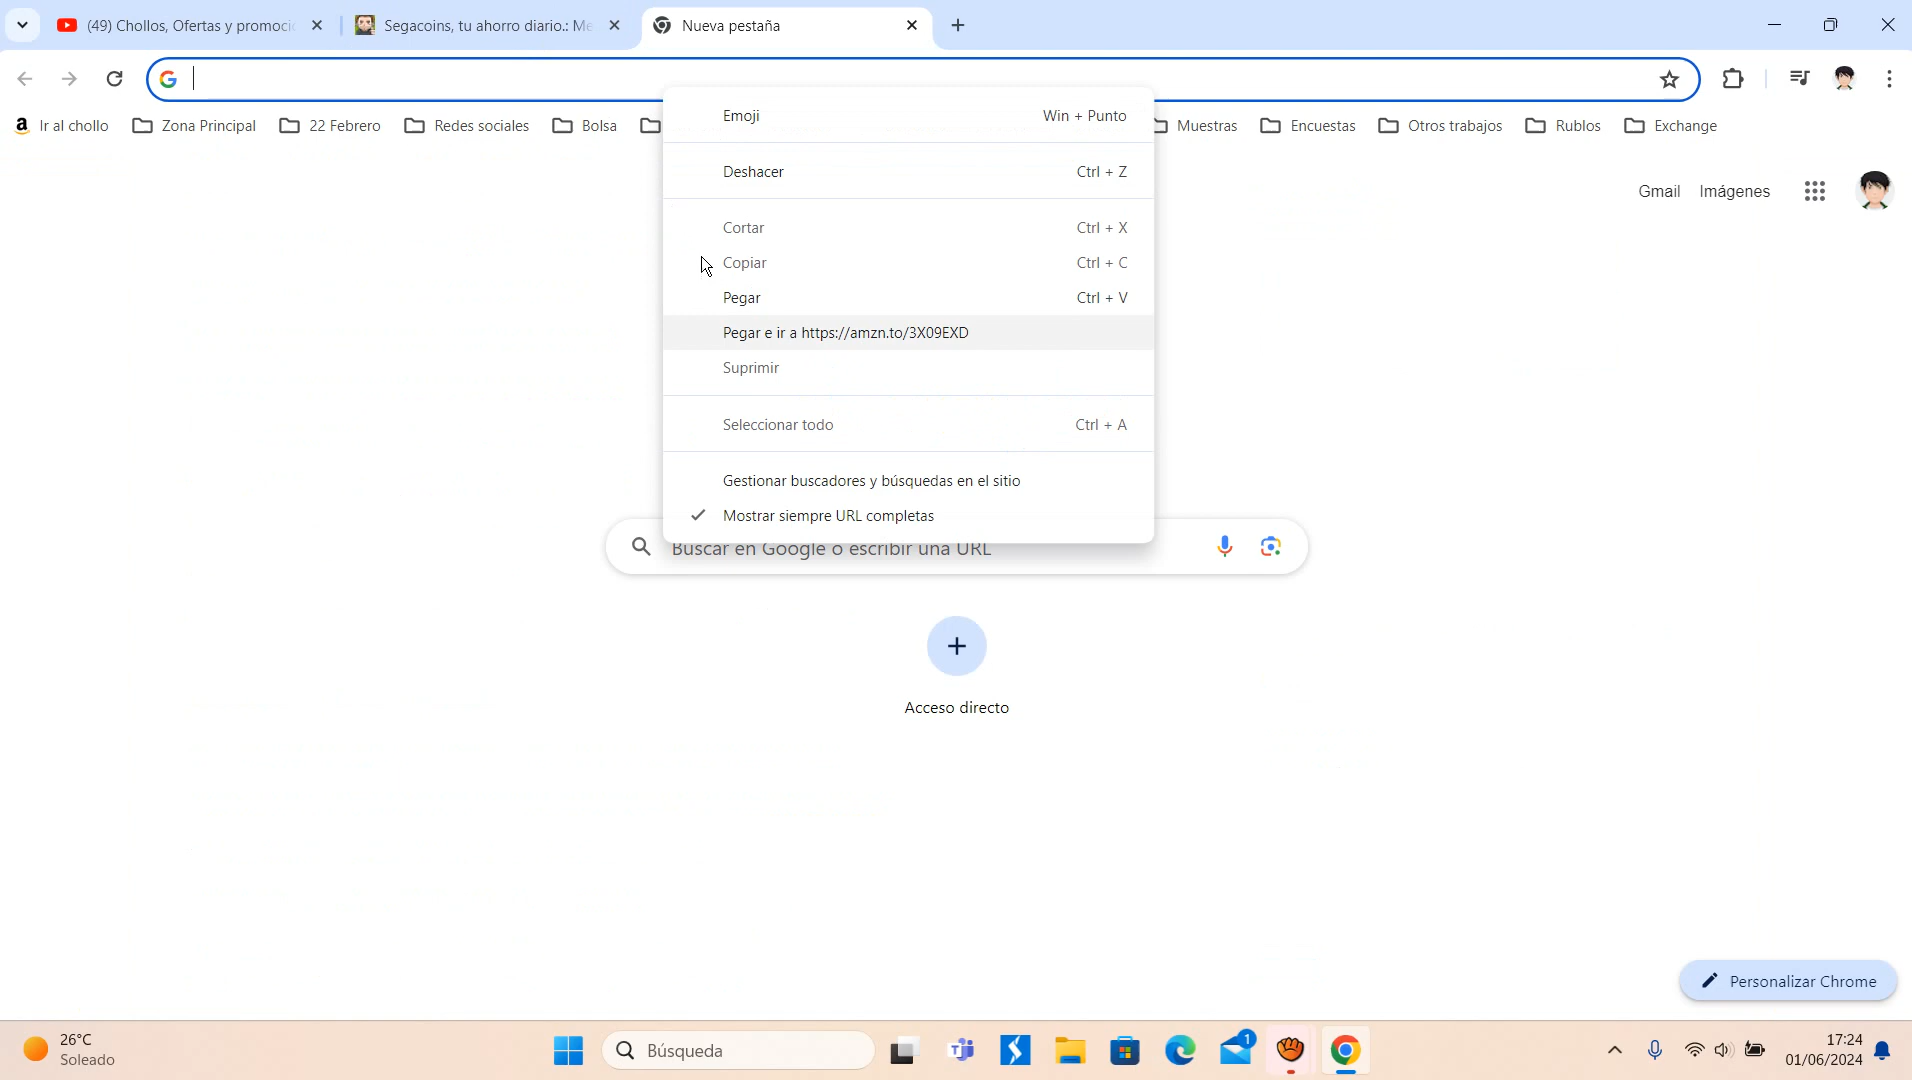 (49) Chollos, Ofertas y promoci
Segacoins, tu ahorro diario.: Me
Nueva pestaña
Ir al chollo
Zona Principal
22 Febrero
Redes sociales
Bolsa
Muestras
Encuestas
Otros trabajos
Rublos
Exchange
Gmail
Imágenes
Emoji Win + Punto
Deshacer Ctrl + Z
Cortar Ctrl + X
Copiar Ctrl + C
Pegar Ctrl + V
Pegar e ir a https://amzn.to/3X09EXD
Suprimir
Seleccionar todo Ctrl + A
Gestionar buscadores y búsquedas en el sitio
Mostrar siempre URL completas
Buscar en Google o escribir una URL
Acceso directo
Personalizar Chrome
26°C
Soleado
Búsqueda
1
17:24
01/06/2024